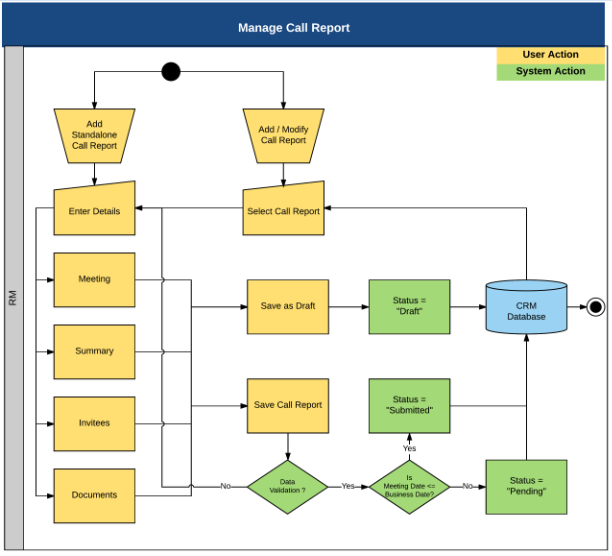 Manage Call Report
User Action
System Action
Add
Standalone
Call Report
Add / Modify
Call Report
Enter Details
Select Call Report
RM
Meeting
Save as Draft
Status =
"Draft"
CRM
Database
Summary
Invitees
Save Call Report
Status =
"Submitted"
Yes
Documents
No
Data
Validation ?
Yes
Is
Meeting Date <=
Business Date?
No
Status =
"Pending"